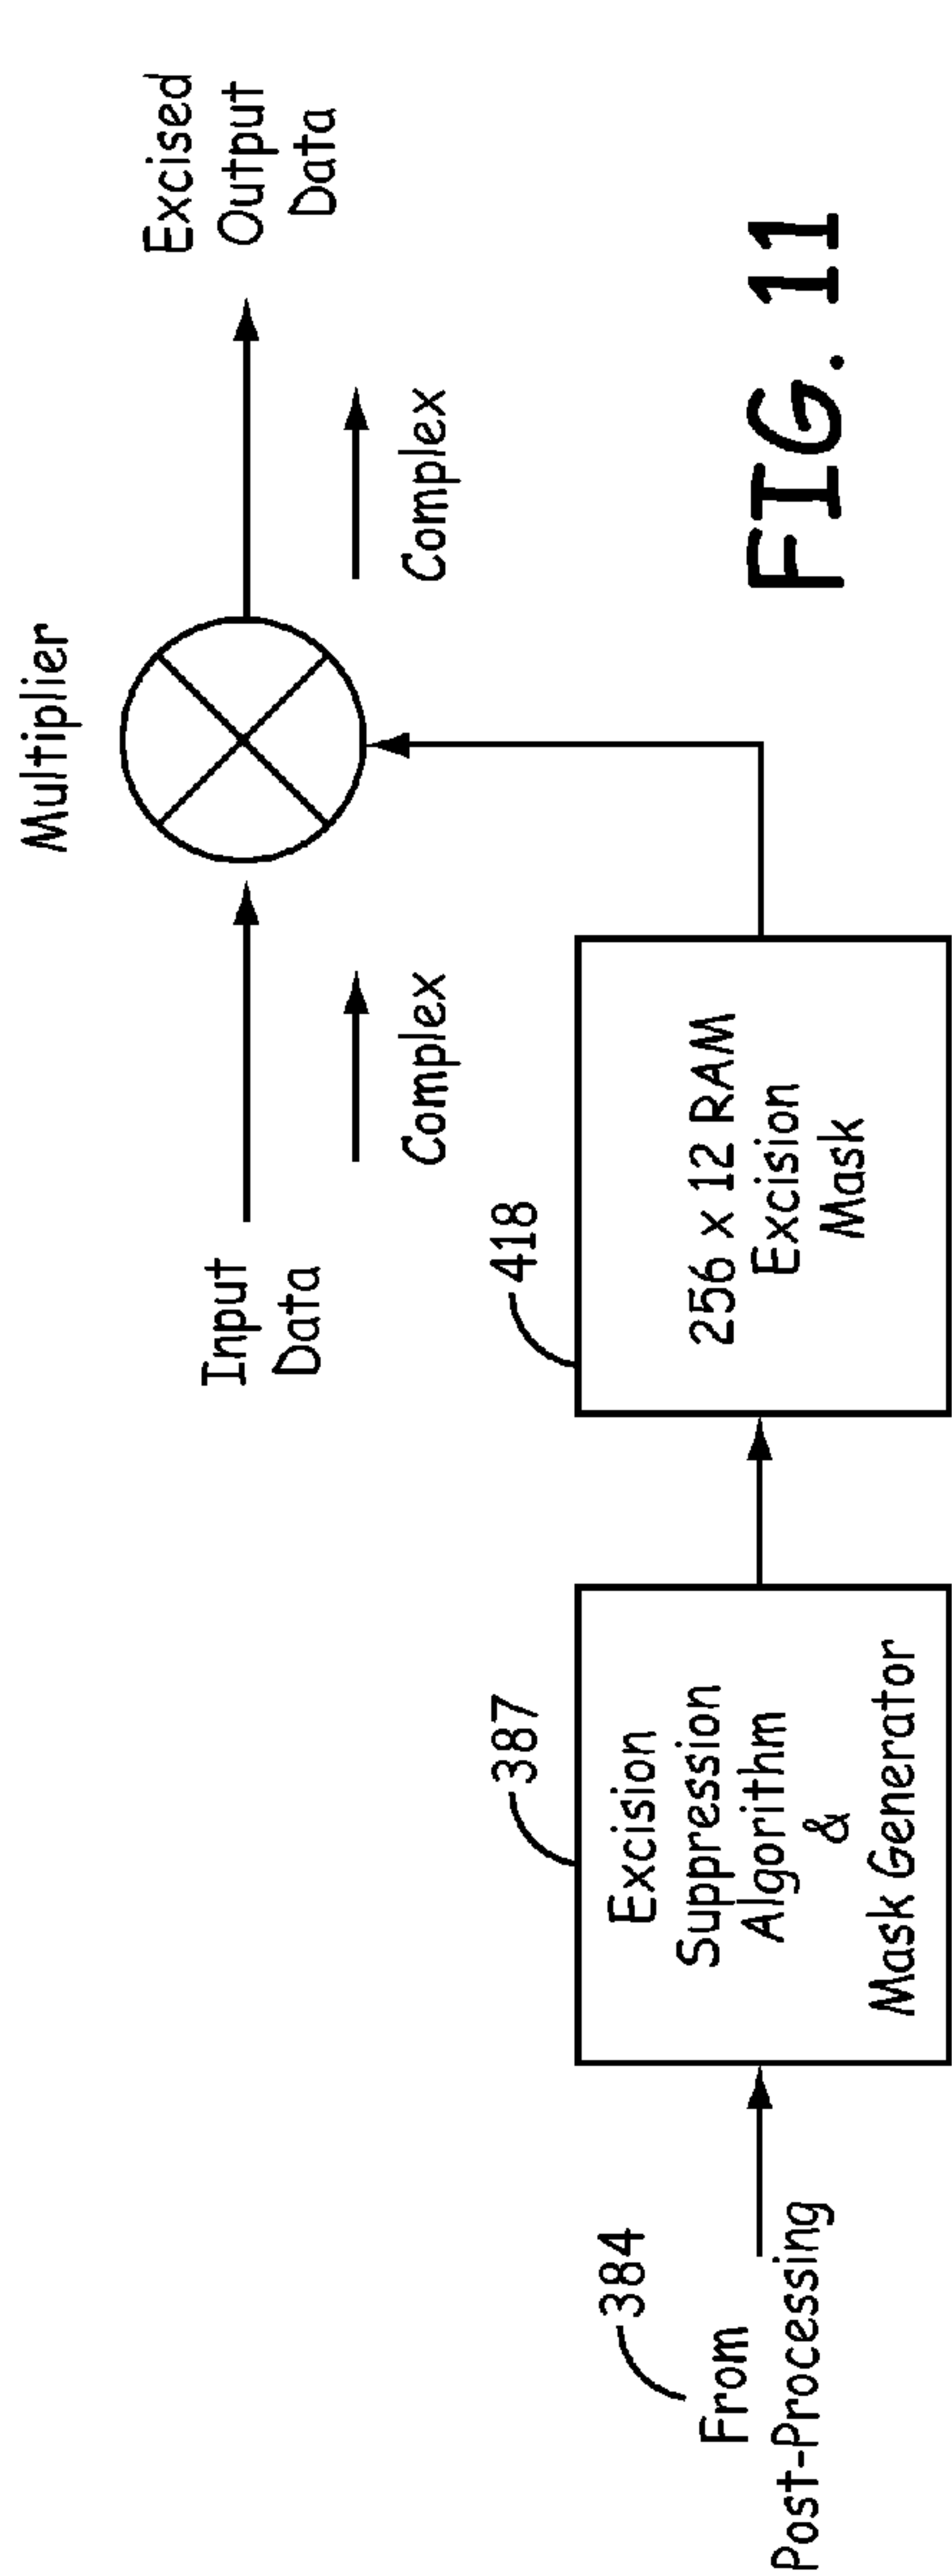 Multiplier
Input
Data
Excised
Output
Data
Complex
Complex
418
387
384
From
Post-Processing
Excision
Suppression
Algorithm
&
Mask Generator
256 x 12 RAM
Excision
Mask
FIG. 11